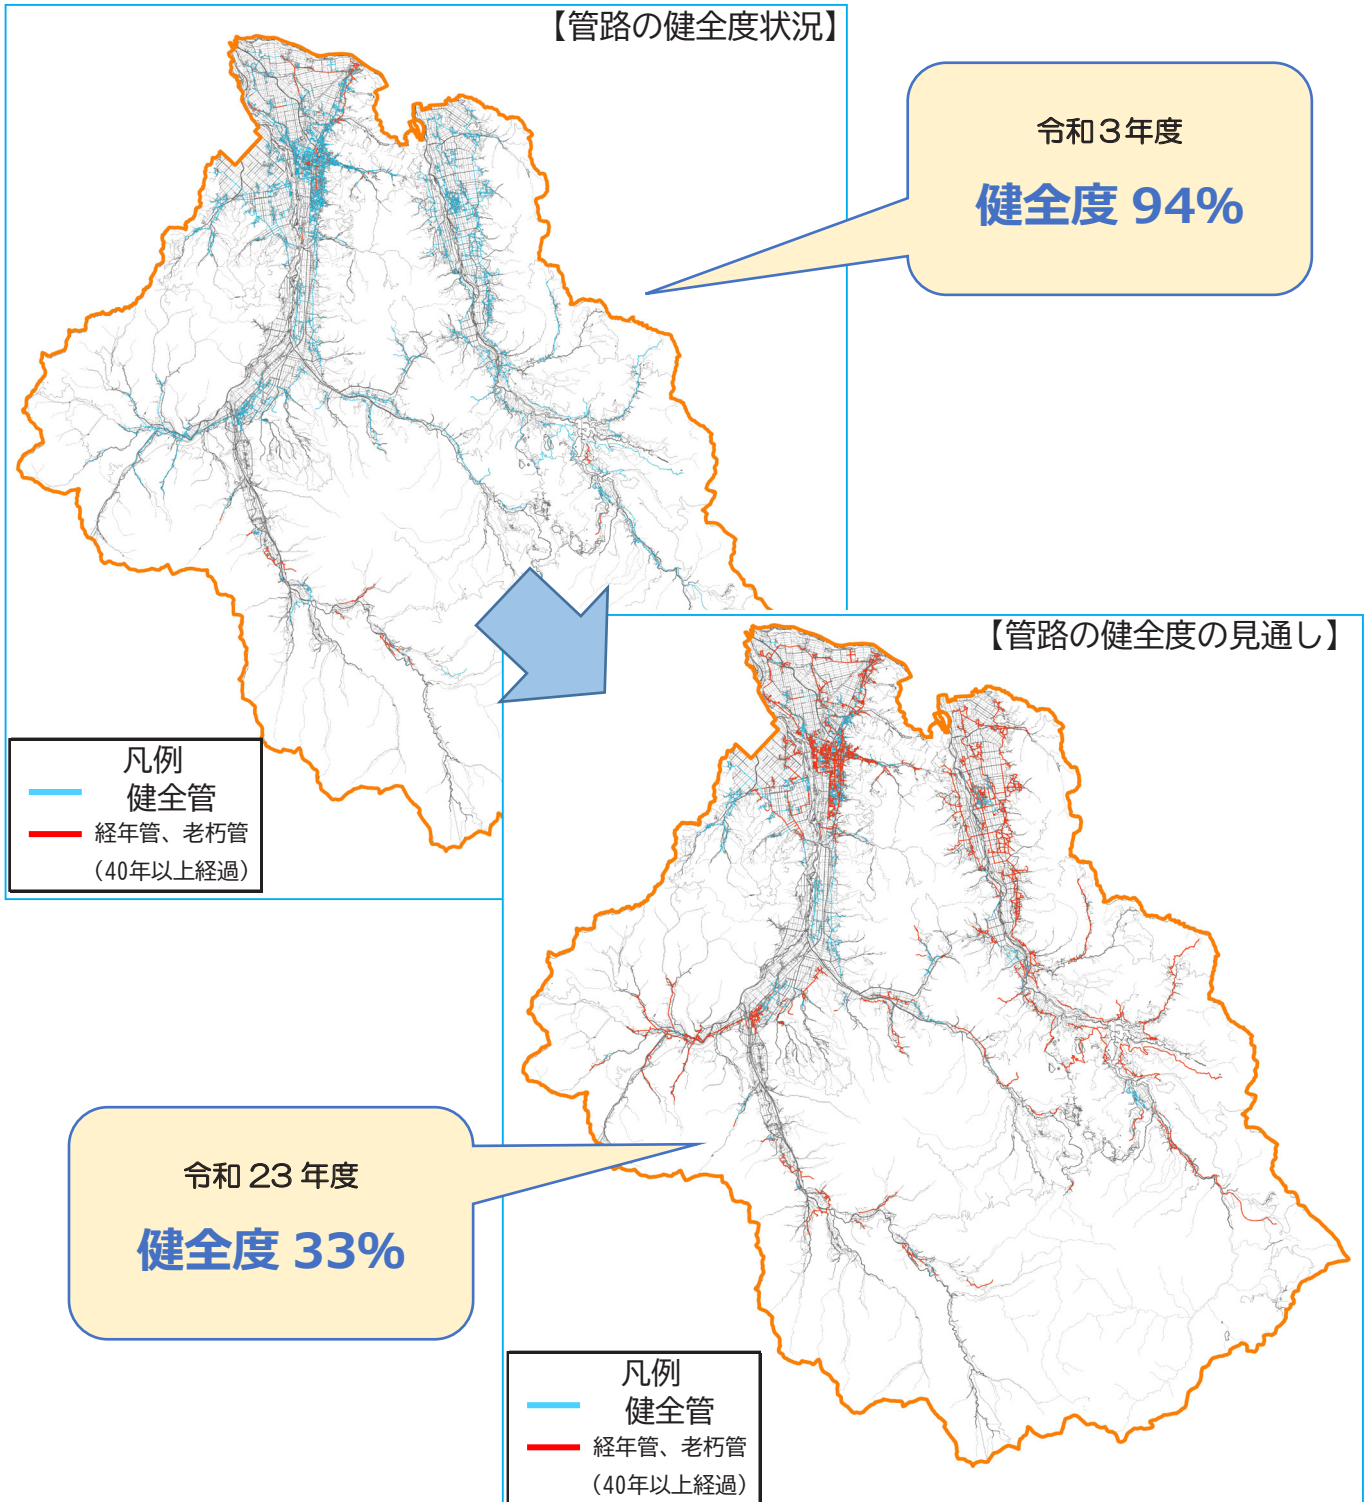 【管路の健全度状況】
令和３年度
健全度 94%
凡例
健全管
経年管、老朽管
（40年以上経過）
【管路の健全度の見通し】
令和 23 年度
健全度 33%
凡例
健全管
経年管、老朽管
（40年以上経過）